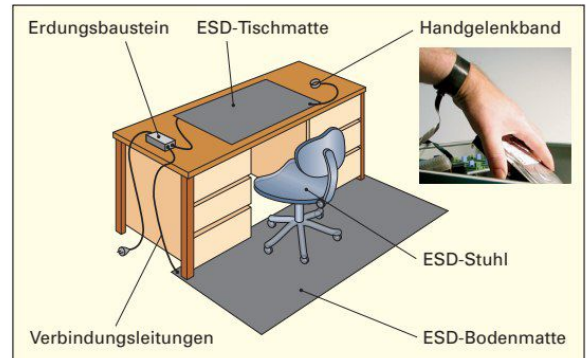 Erdungsbaustein
ESD-Tischmatte
Handgelenkband
ESD-Stuhl
Verbindungsleitungen
ESD-Bodenmatte